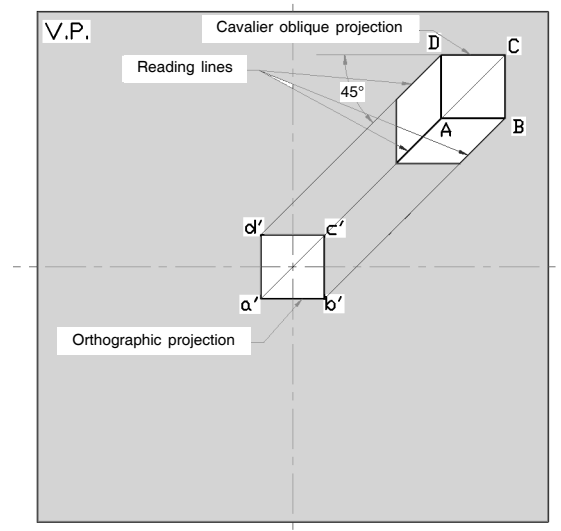 V.P.
Cavalier oblique projection
D
C
Reading lines
45°
A
B
d′
c′
a′
b′
Orthographic projection